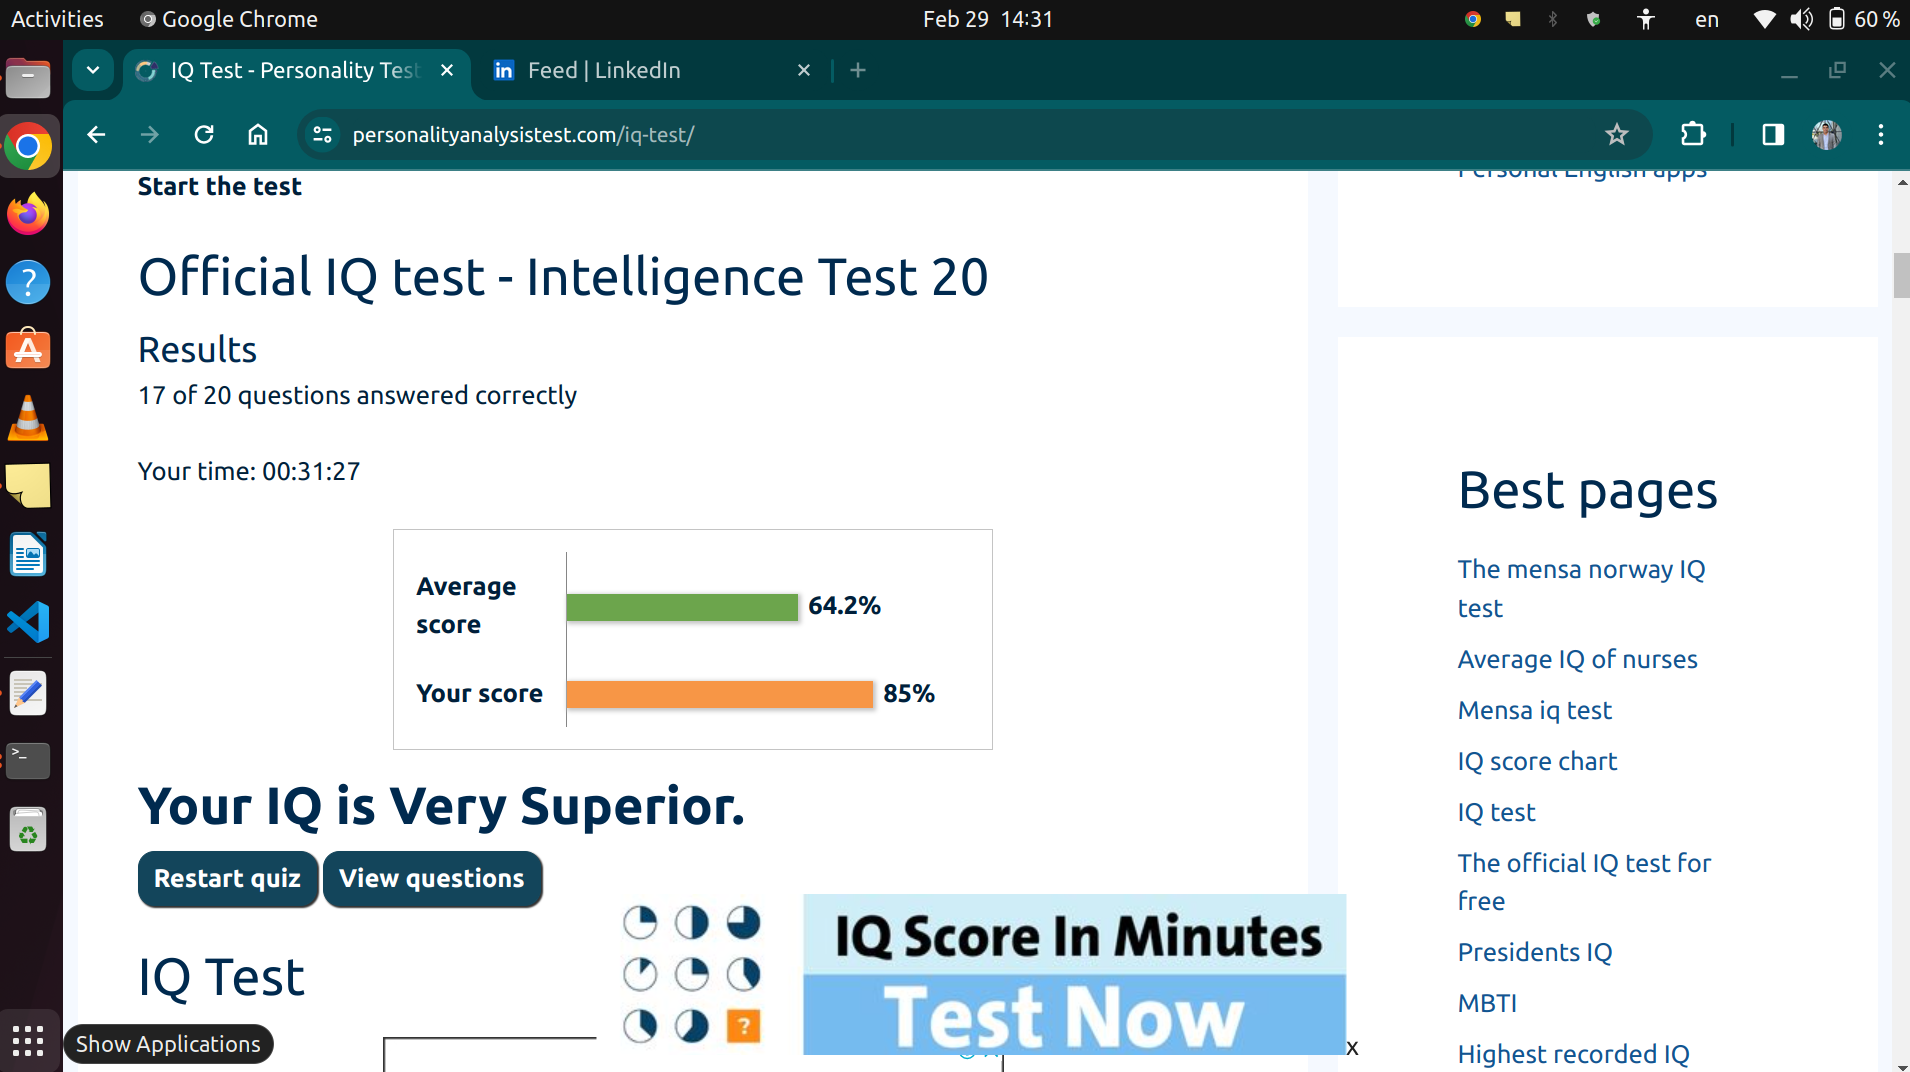 Activities
Google Chrome
Feb 29 14:31
en
60 %
IQ Test - Personality Test
Feed | LinkedIn
personalityanalysistest.com/iq-test/
Start the test
Official IQ test - Intelligence Test 20
Results
17 of 20 questions answered correctly
Your time: 00:31:27
Average
score
64.2%
Your score
85%
Your IQ is Very Superior.
Restart quiz
View questions
IQ Test
IQ Score In Minutes
Test Now
?
x
Show Applications
Personal English apps
Best pages
The mensa norway IQ
test
Average IQ of nurses
Mensa iq test
IQ score chart
IQ test
The official IQ test for
free
Presidents IQ
MBTI
Highest recorded IQ